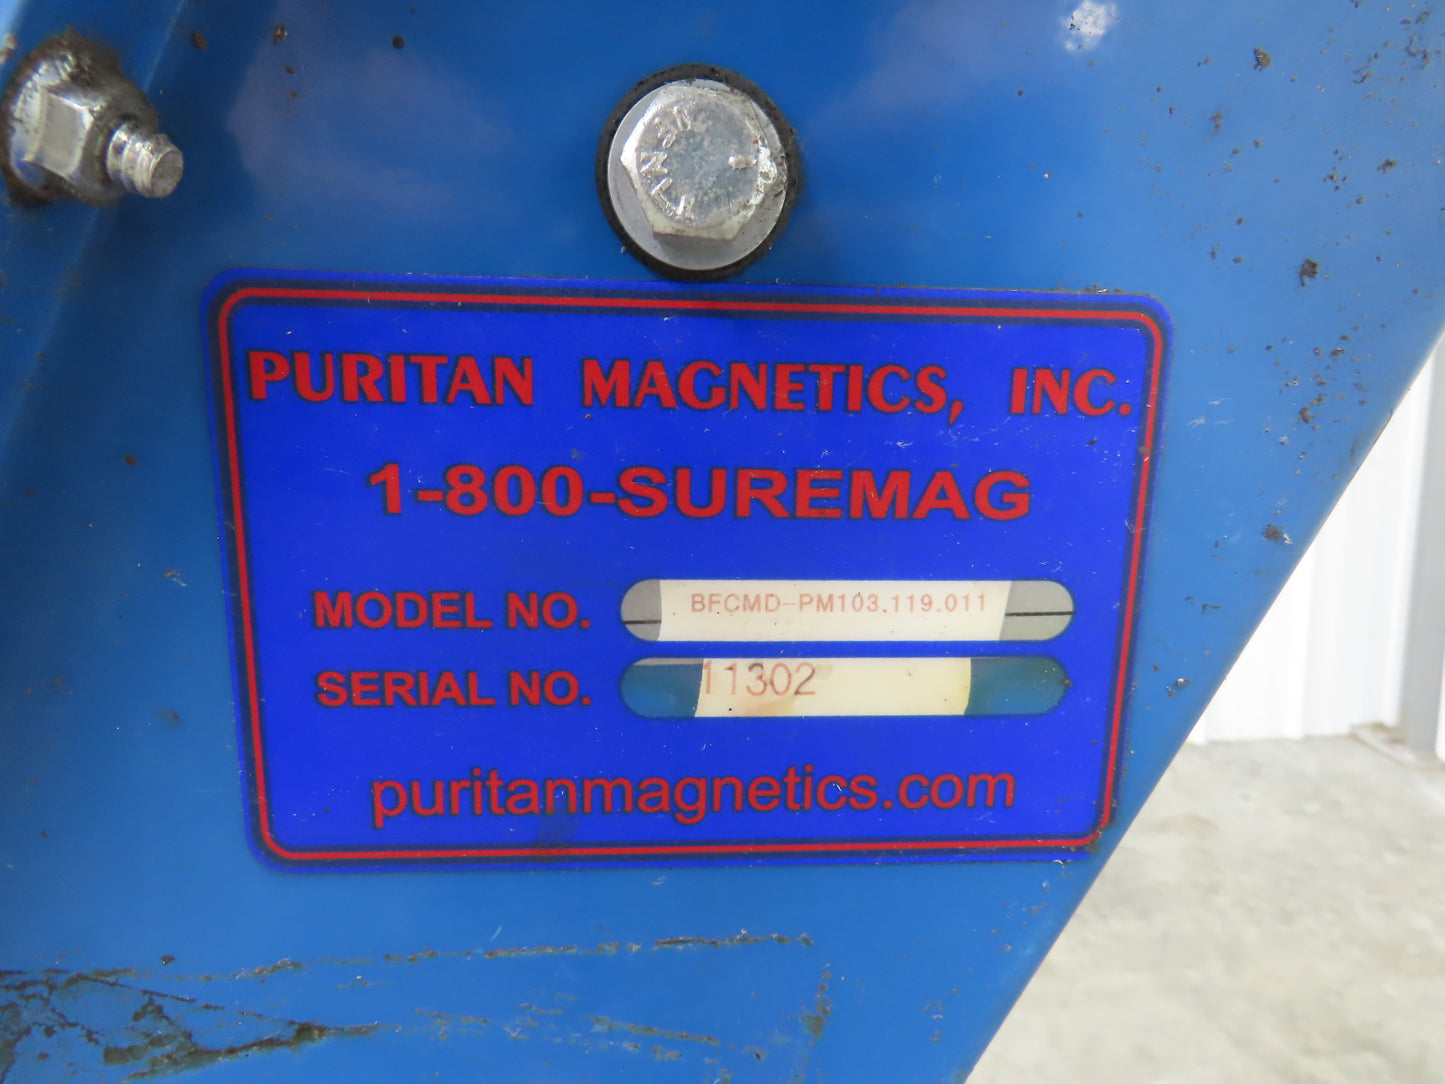 PURITAN MAGNETICS, INC.
1-800-SUREMAG
MODEL NO. BFCMD-PM103.119.011
SERIAL NO. 11302
puritanmagnetics.com